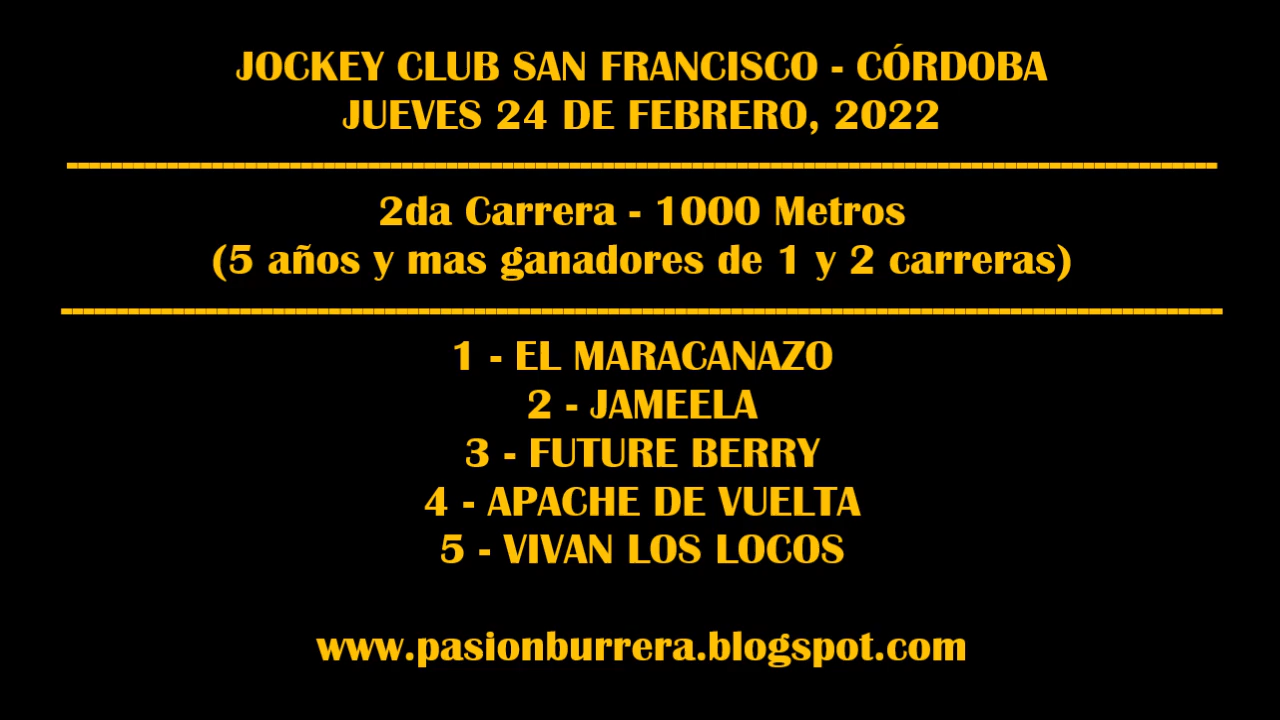 JOCKEY CLUB SAN FRANCISCO - CÓRDOBA
JUEVES 24 DE FEBRERO, 2022
2da Carrera - 1000 Metros
(5 años y mas ganadores de 1 y 2 carreras)
1 - EL MARACANAZO
2 - JAMEELA
3 - FUTURE BERRY
4 - APACHE DE VUELTA
5 - VIVAN LOS LOCOS
www.pasionburrera.blogspot.com